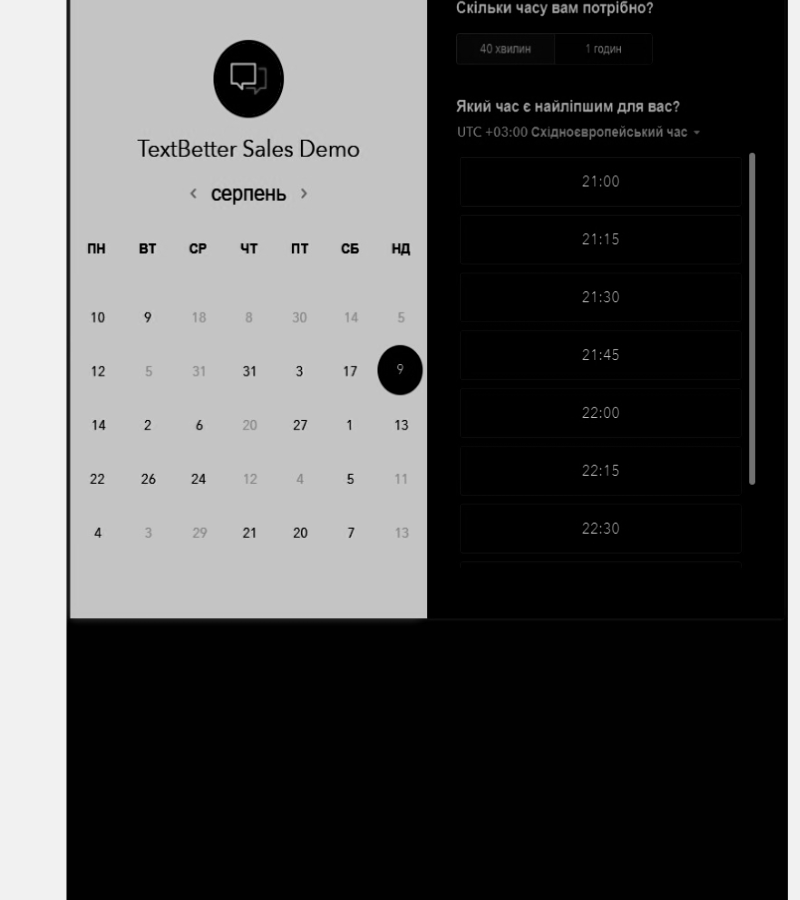 TextBetter Sales Demo
серпень
ПН ВТ СР ЧТ ПТ СБ НД
10 9 18 8 30 14 5
12 5 31 31 3 17 9
14 2 6 20 27 1 13
22 26 24 12 4 5 11
4 3 29 21 20 7 13
Скільки часу вам потрібно?
40 хвилин 1 годин
Який час є найліпшим для вас?
UTC +03:00 Східноєвропейський час
21:00
21:15
21:30
21:45
22:00
22:15
22:30